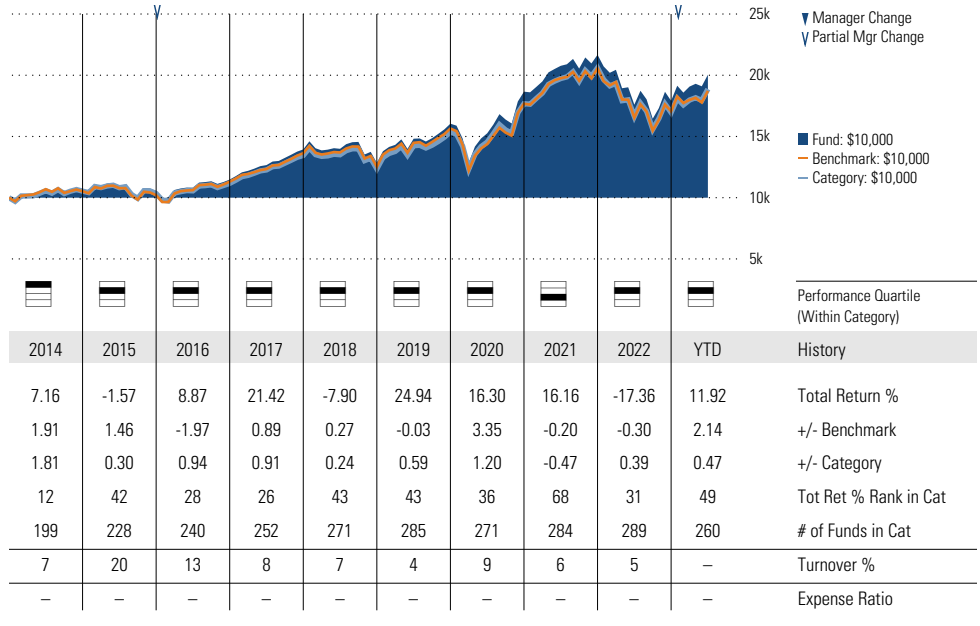 25k
▼ Manager Change
Partial Mgr Change
20k
15k
Fund: $10,000
Benchmark: $10,000
Category: $10,000
10k
5k
Performance Quartile
(Within Category)
2014 2015 2016 2017 2018 2019 2020 2021 2022 YTD History
7.16 -1.57 8.87 21.42 -7.90 24.94 16.30 16.16 -17.36 11.92 Total Return %
1.91 1.46 -1.97 0.89 0.27 -0.03 3.35 -0.20 -0.30 2.14 +/- Benchmark
1.81 0.30 0.94 0.91 0.24 0.59 1.20 -0.47 0.39 0.47 +/- Category
12 42 28 26 43 43 36 68 31 49 Tot Ret % Rank in Cat
199 228 240 252 271 285 271 284 289 260 # of Funds in Cat
7 20 13 8 7 4 9 6 5 – Turnover %
– – – – – – – – – – Expense Ratio